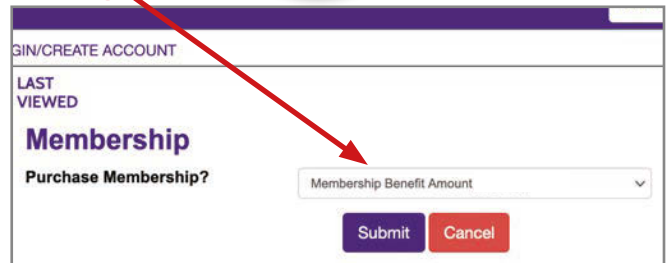 GIN/CREATE ACCOUNT
LAST
VIEWED
Membership
Purchase Membership? Membership Benefit Amount
Submit Cancel